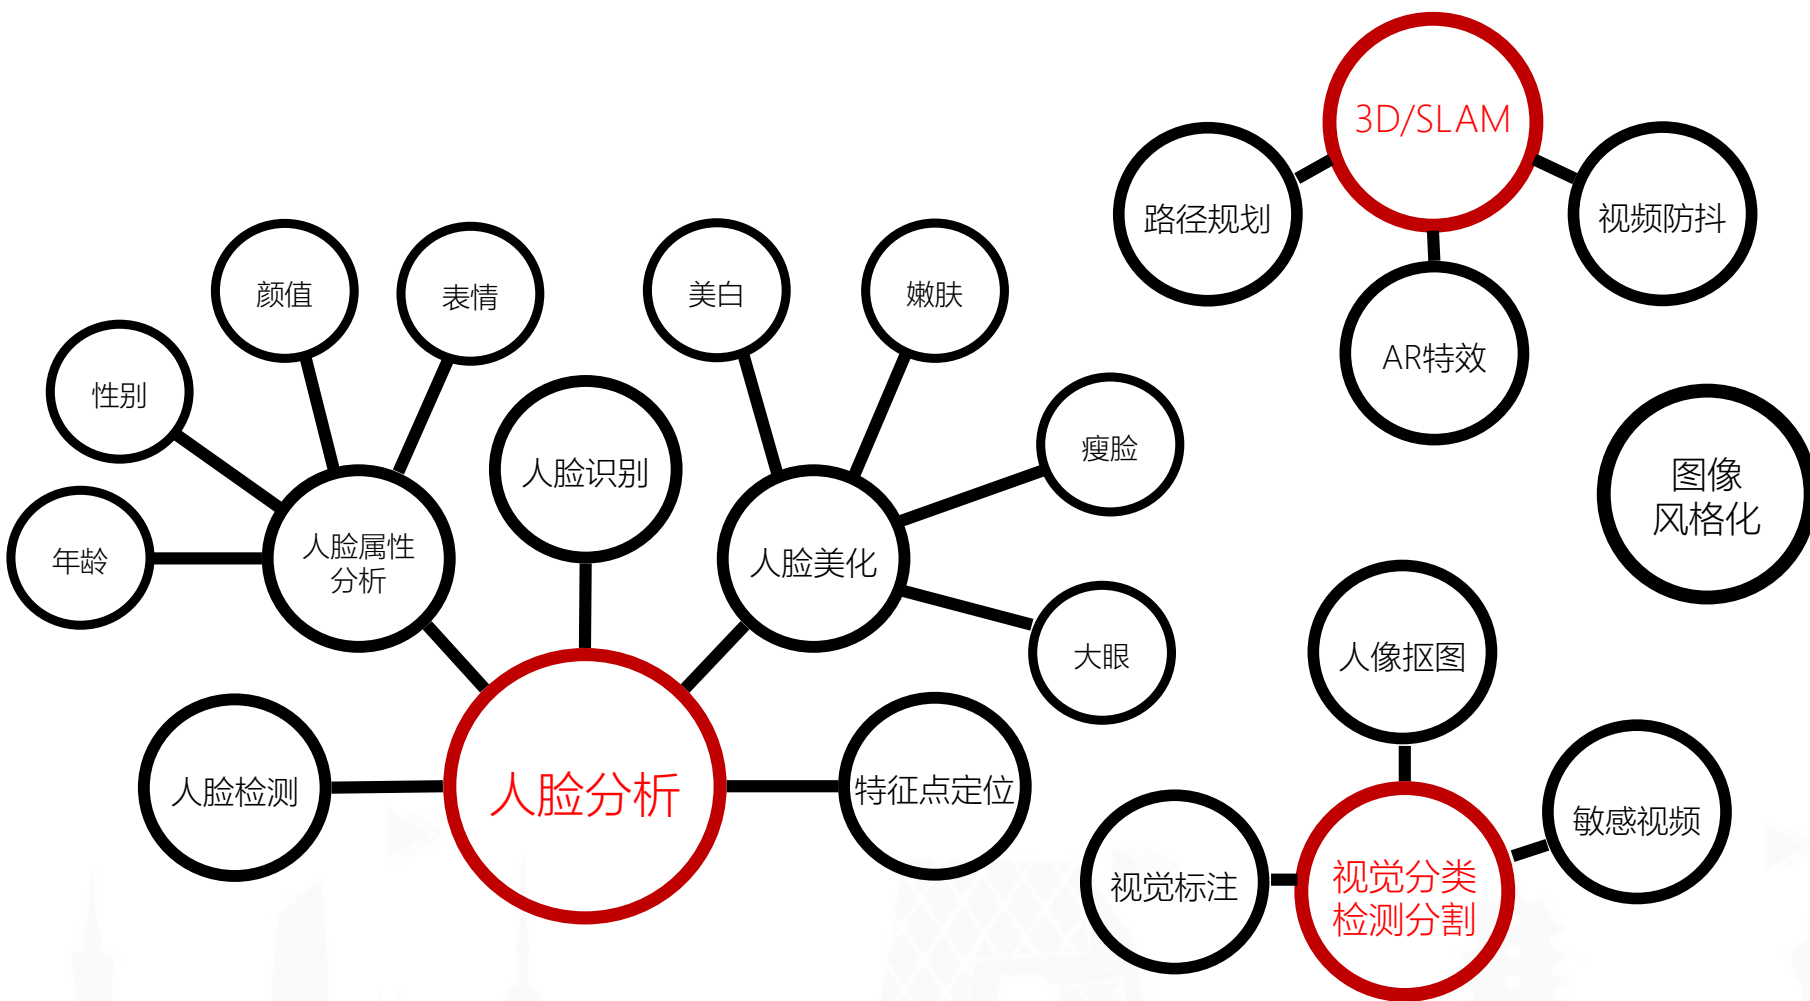 3D/SLAM
路径规划
视频防抖
AR特效
颜值
表情
美白
嫩肤
性别
瘦脸
人脸识别
年龄
人脸属性
分析
人脸美化
大眼
人脸检测
人脸分析
特征点定位
图像
风格化
人像抠图
敏感视频
视觉标注
视觉分类
检测分割